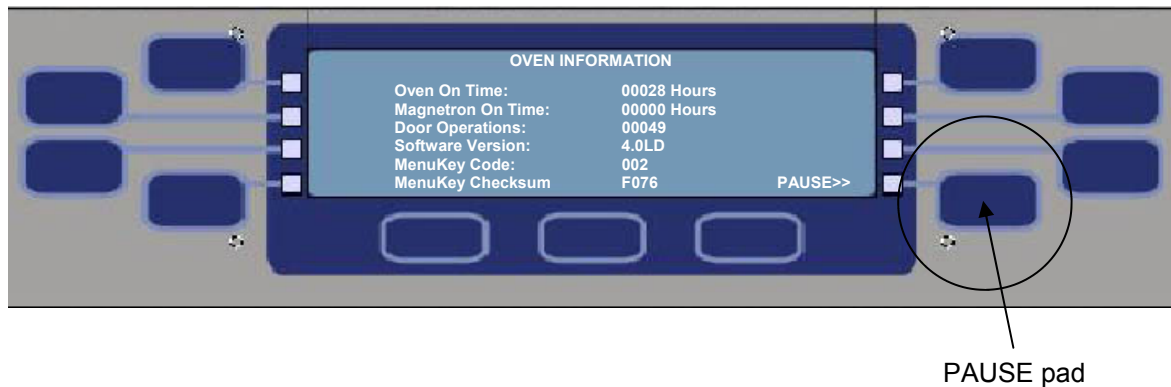 OVEN INFORMATION
Oven On Time: 00028 Hours
Magnetron On Time: 00000 Hours
Door Operations: 00049
Software Version: 4.0LD
MenuKey Code: 002
MenuKey Checksum F076 PAUSE>>
PAUSE pad